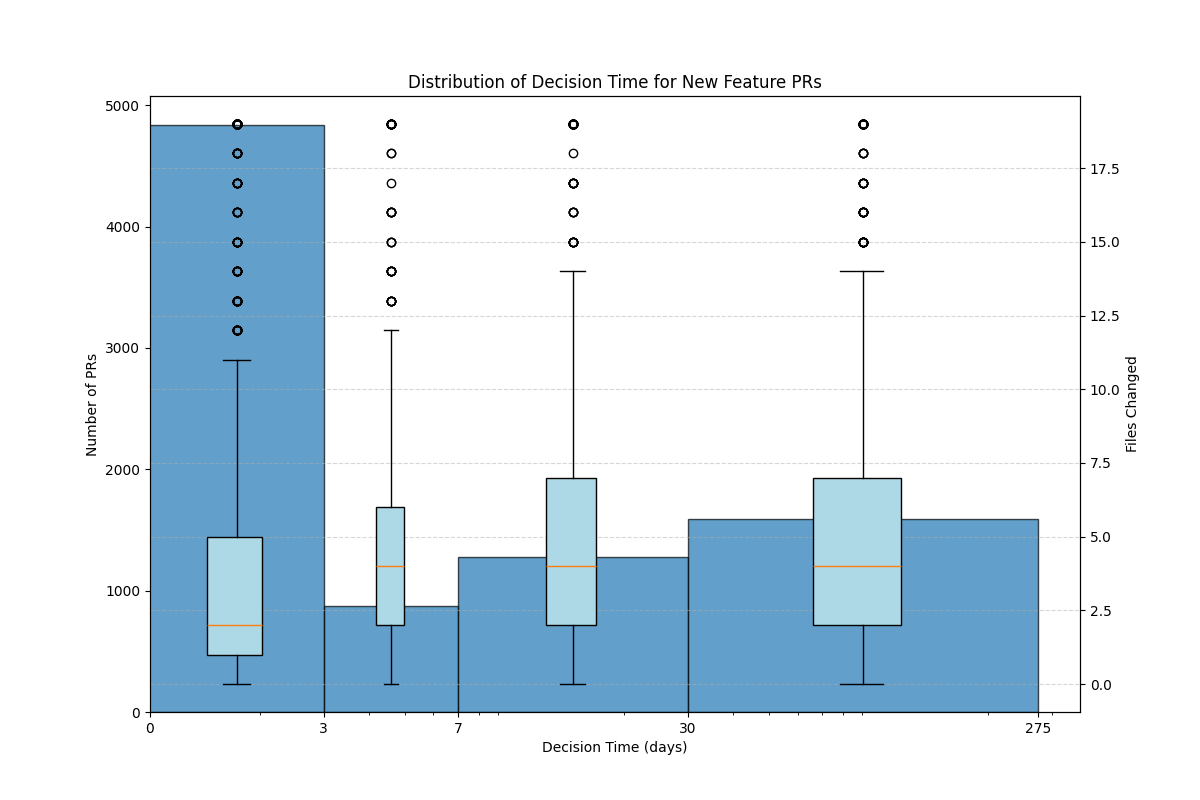 Distribution of Decision Time for New Feature PRs
Number of PRs
5000
4000
3000
2000
1000
0
0 3 7 30 275
Decision Time (days)
17.5
15.0
12.5
10.0
7.5
5.0
2.5
0.0
Files Changed